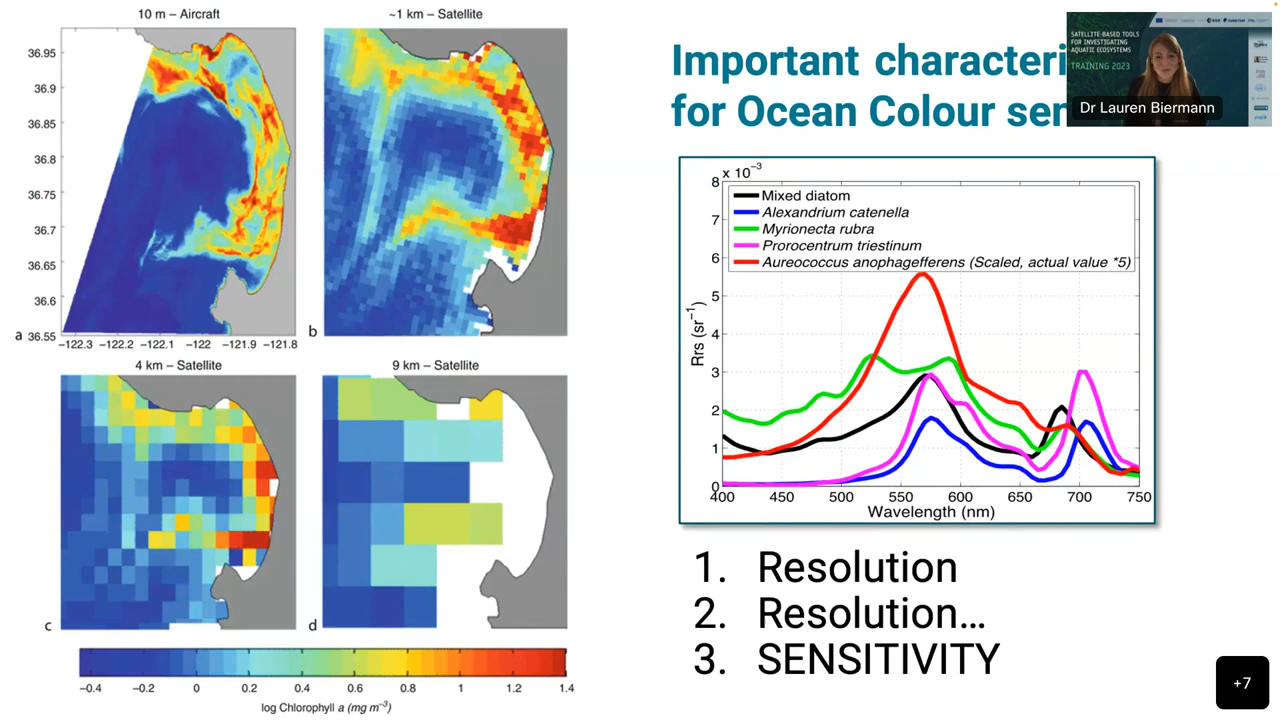 10 m – Aircraft
~1 km – Satellite
36.95
36.9
36.85
36.8
36.75
36.7
36.65
36.6
36.55
a
b
−122.3 −122.2 −122.1 −122 −121.9 −121.8
4 km – Satellite
9 km – Satellite
c
d
−0.4 −0.2 0 0.2 0.4 0.6 0.8 1 1.2 1.4
log Chlorophyll a (mg m⁻³)
Important characteri
for Ocean Colour sen
SATELLITE-BASED TOOLS
FOR INVESTIGATING
AQUATIC ECOSYSTEMS
TRAINING 2023
Dr Lauren Biermann
x 10⁻³
8
7
6
5
4
3
2
1
0
Rrs (sr⁻¹)
Mixed diatom
Alexandrium catenella
Myrionecta rubra
Prorocentrum triestinum
Aureococcus anophagefferens (Scaled, actual value *5)
400 450 500 550 600 650 700 750
Wavelength (nm)
1. Resolution
2. Resolution...
3. SENSITIVITY
+7